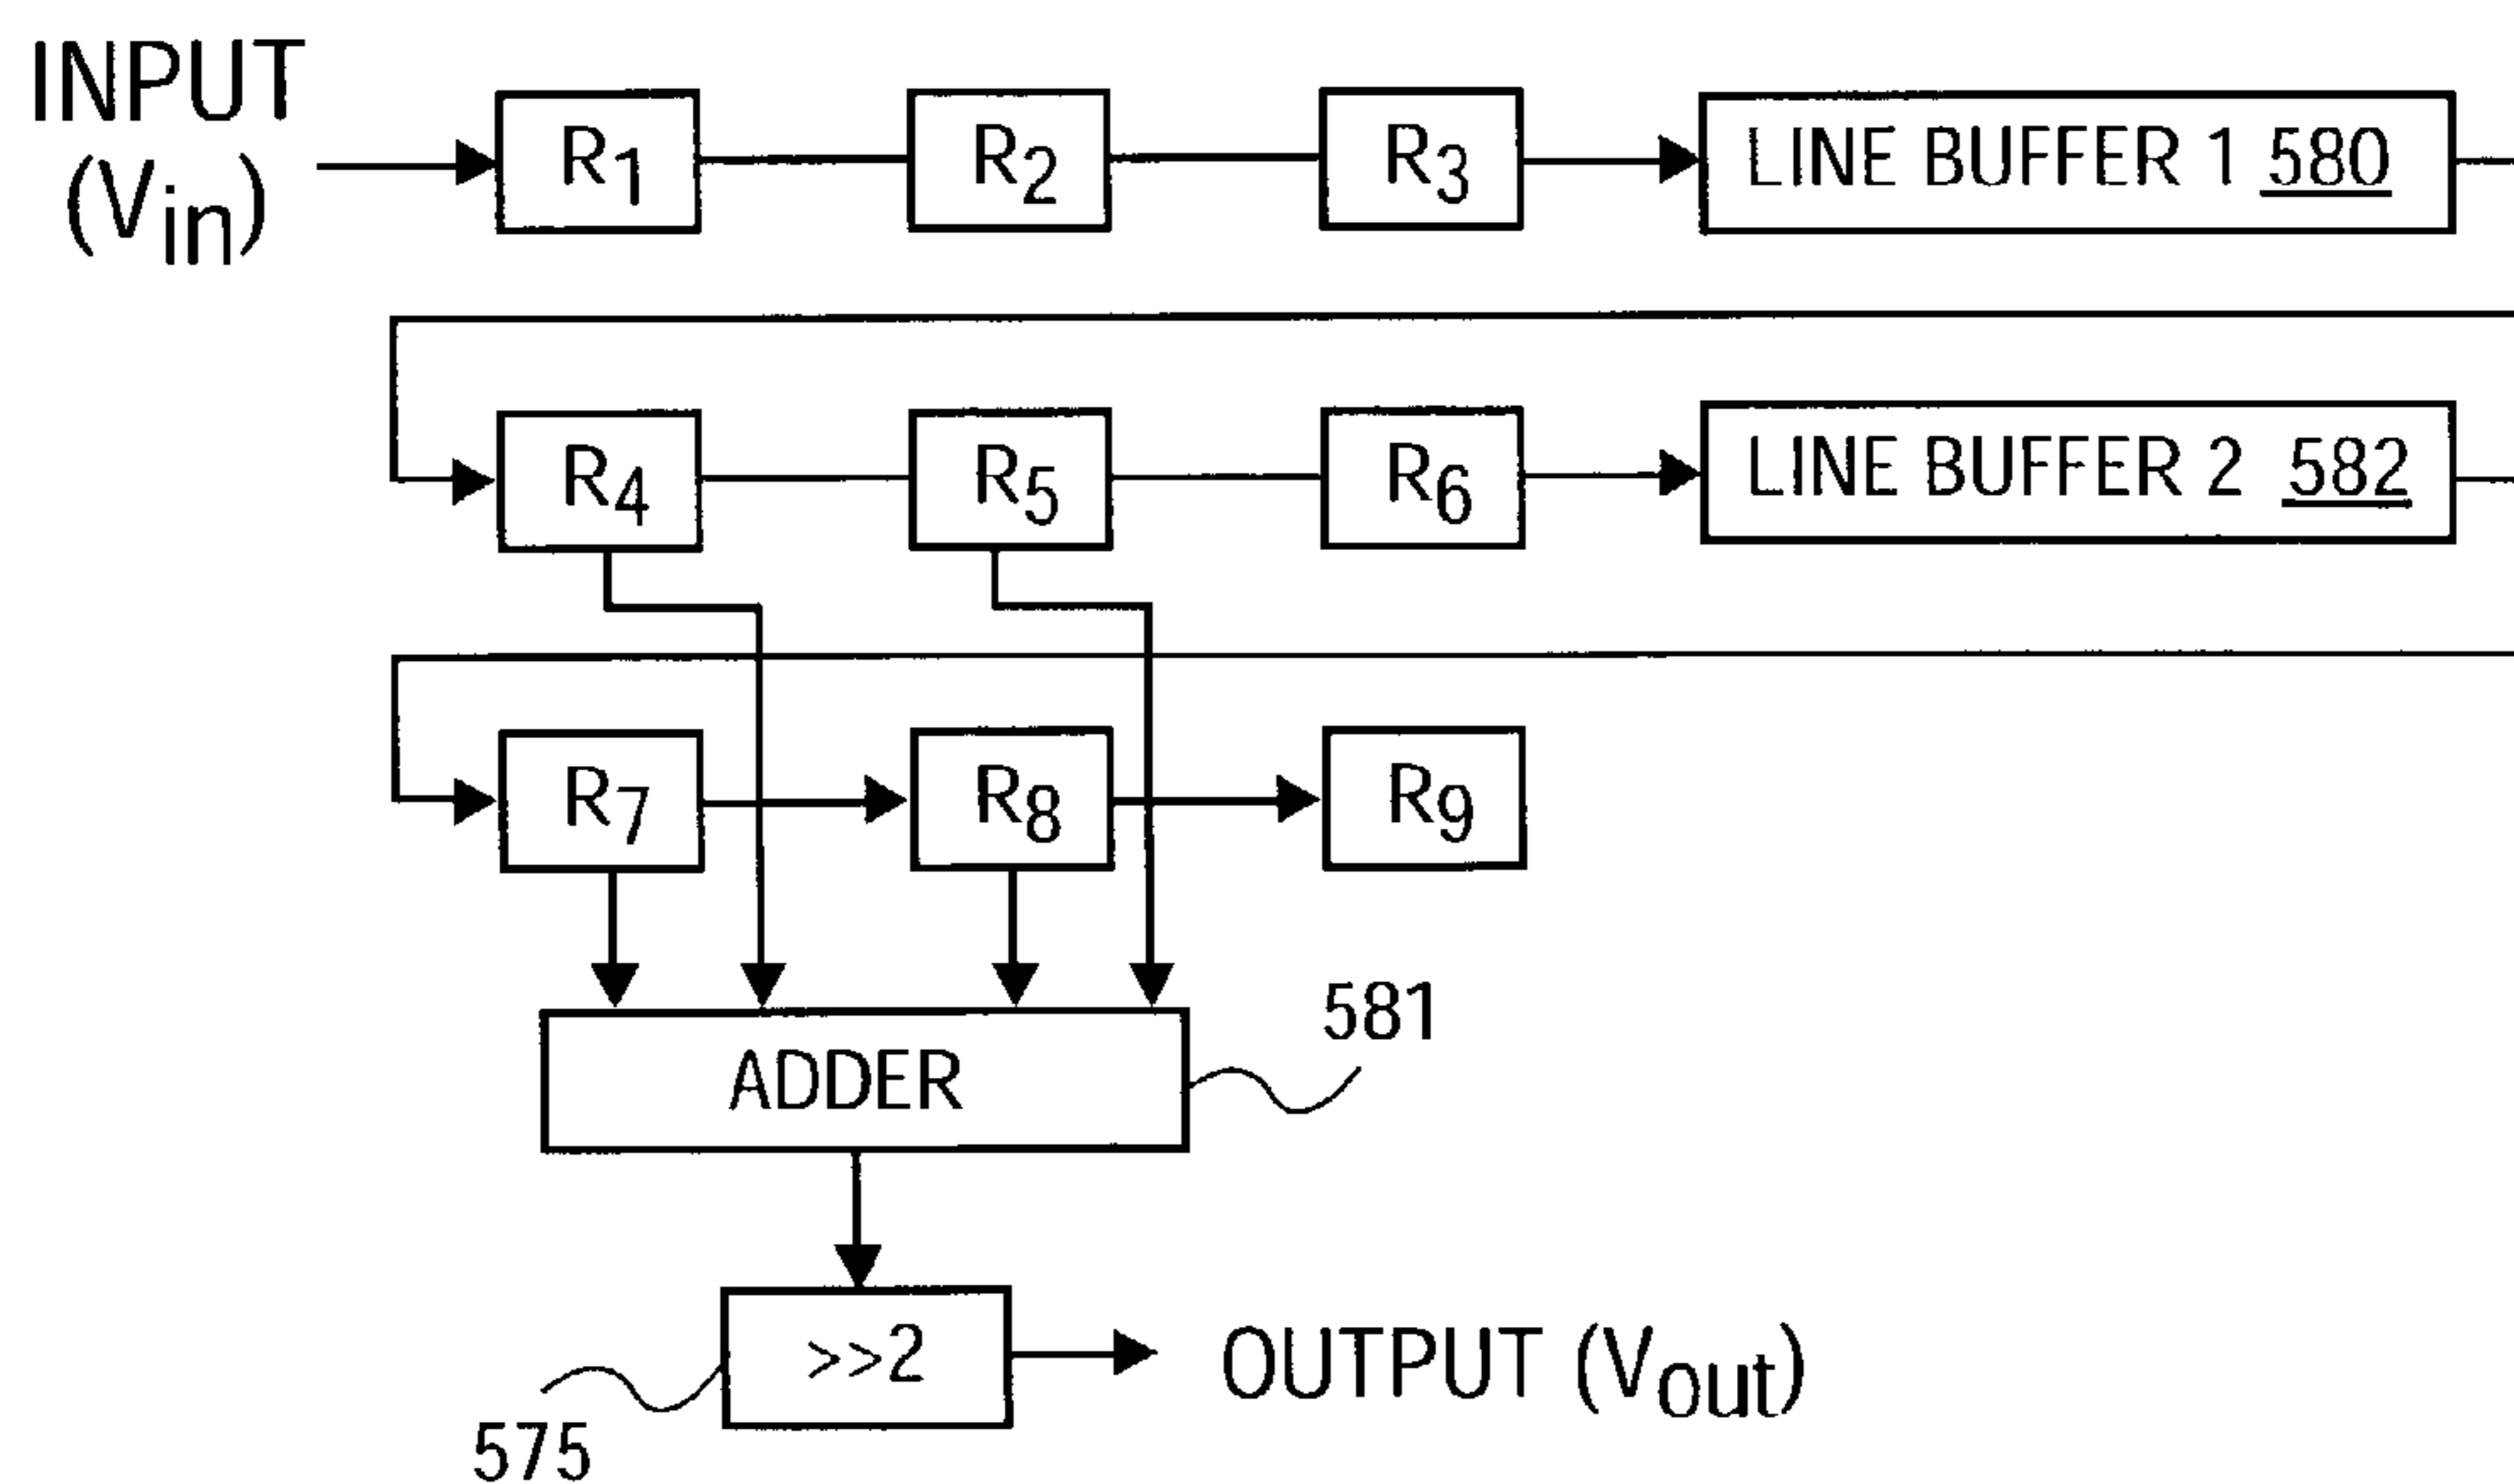 INPUT
(Vin)
R1
R2
R3
LINE BUFFER 1 580
R4
R5
R6
LINE BUFFER 2 582
R7
R8
R9
581
ADDER
>>2
OUTPUT (Vout)
575